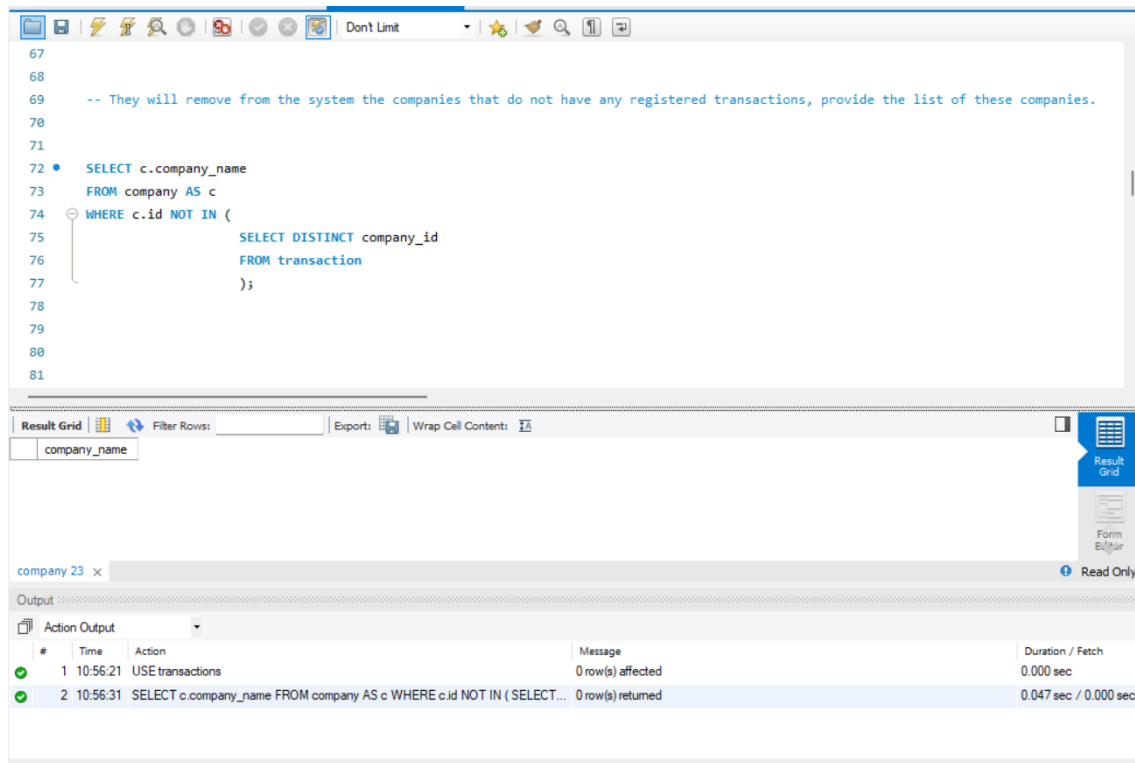 Don't Limit
67
68
69 -- They will remove from the system the companies that do not have any registered transactions, provide the list of these companies.
70
71
72 SELECT c.company_name
73 FROM company AS c
74 WHERE c.id NOT IN (
75 SELECT DISTINCT company_id
76 FROM transaction
77 );
78
79
80
81
Result Grid Filter Rows: Export: Wrap Cell Content:
company_name
Result
Grid
Form
Editor
company 23 Read Only
Output
Action Output
# Time Action Message Duration / Fetch
1 10:56:21 USE transactions 0 row(s) affected 0.000 sec
2 10:56:31 SELECT c.company_name FROM company AS c WHERE c.id NOT IN ( SELECT... 0 row(s) returned 0.047 sec / 0.000 sec